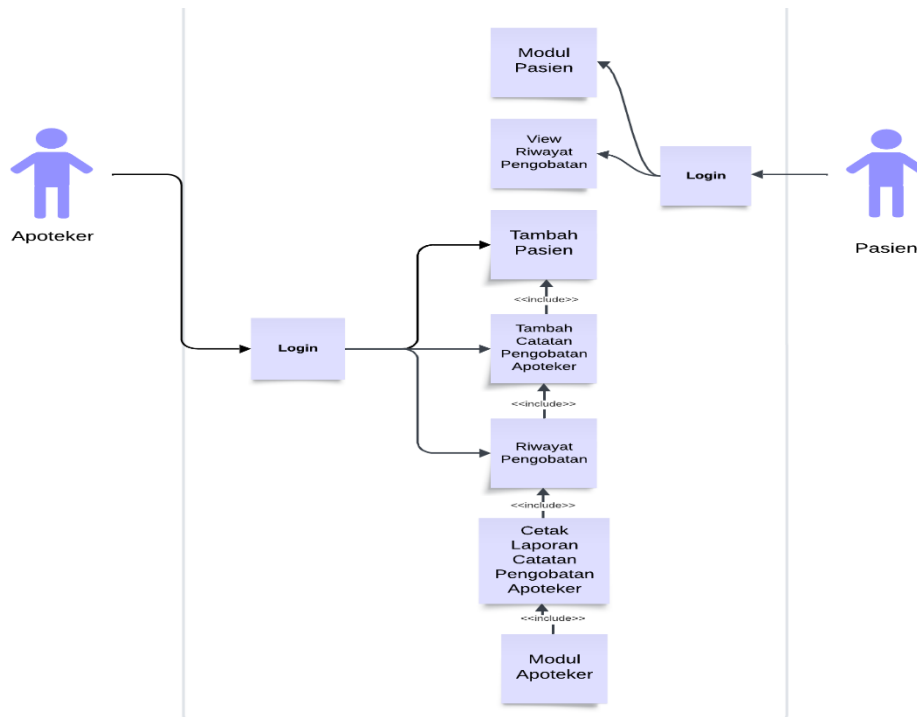 Modul
Pasien
View
Riwayat
Pengobatan
Login
Apoteker
Pasien
Tambah
Pasien
<<include>>
Login
Tambah
Catatan
Pengobatan
Apoteker
<<include>>
Riwayat
Pengobatan
<<include>>
Cetak
Laporan
Catatan
Pengobatan
Apoteker
<<include>>
Modul
Apoteker